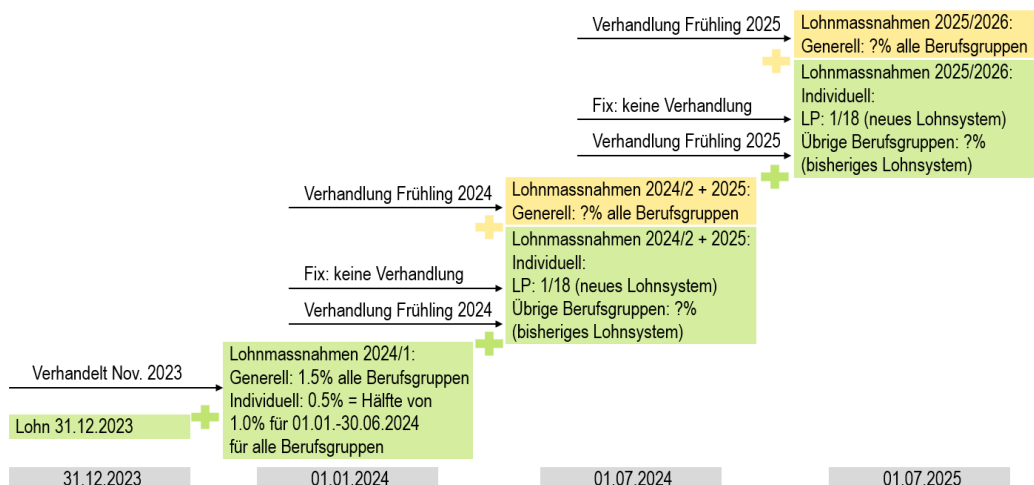 Verhandlung Frühling 2025
Lohnmassnahmen 2025/2026:
Generell: ?% alle Berufsgruppen
Lohnmassnahmen 2025/2026:
Individuell:
Fix: keine Verhandlung
LP: 1/18 (neues Lohnsystem)
Verhandlung Frühling 2025
Übrige Berufsgruppen: ?%
(bisheriges Lohnsystem)
Verhandlung Frühling 2024
Lohnmassnahmen 2024/2 + 2025:
Generell: ?% alle Berufsgruppen
Lohnmassnahmen 2024/2 + 2025:
Individuell:
Fix: keine Verhandlung
LP: 1/18 (neues Lohnsystem)
Verhandlung Frühling 2024
Übrige Berufsgruppen: ?%
(bisheriges Lohnsystem)
Verhandelt Nov. 2023
Lohnmassnahmen 2024/1:
Generell: 1.5% alle Berufsgruppen
Individuell: 0.5% = Hälfte von
1.0% für 01.01.-30.06.2024
für alle Berufsgruppen
Lohn 31.12.2023
31.12.2023
01.01.2024
01.07.2024
01.07.2025